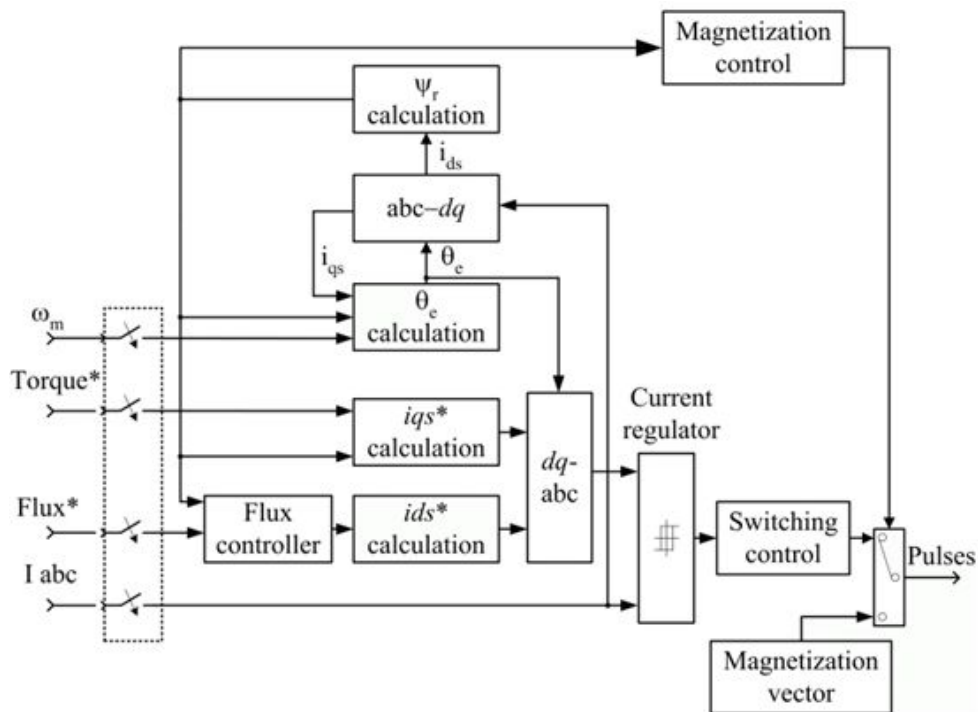 Magnetization
control
ψr
calculation
ids
abc–dq
iqs
θe
θe
calculation
ωm
Torque*
iqs*
calculation
Current
regulator
dq-
abc
Flux*
Flux
controller
ids*
calculation
Switching
control
Pulses
I abc
Magnetization
vector